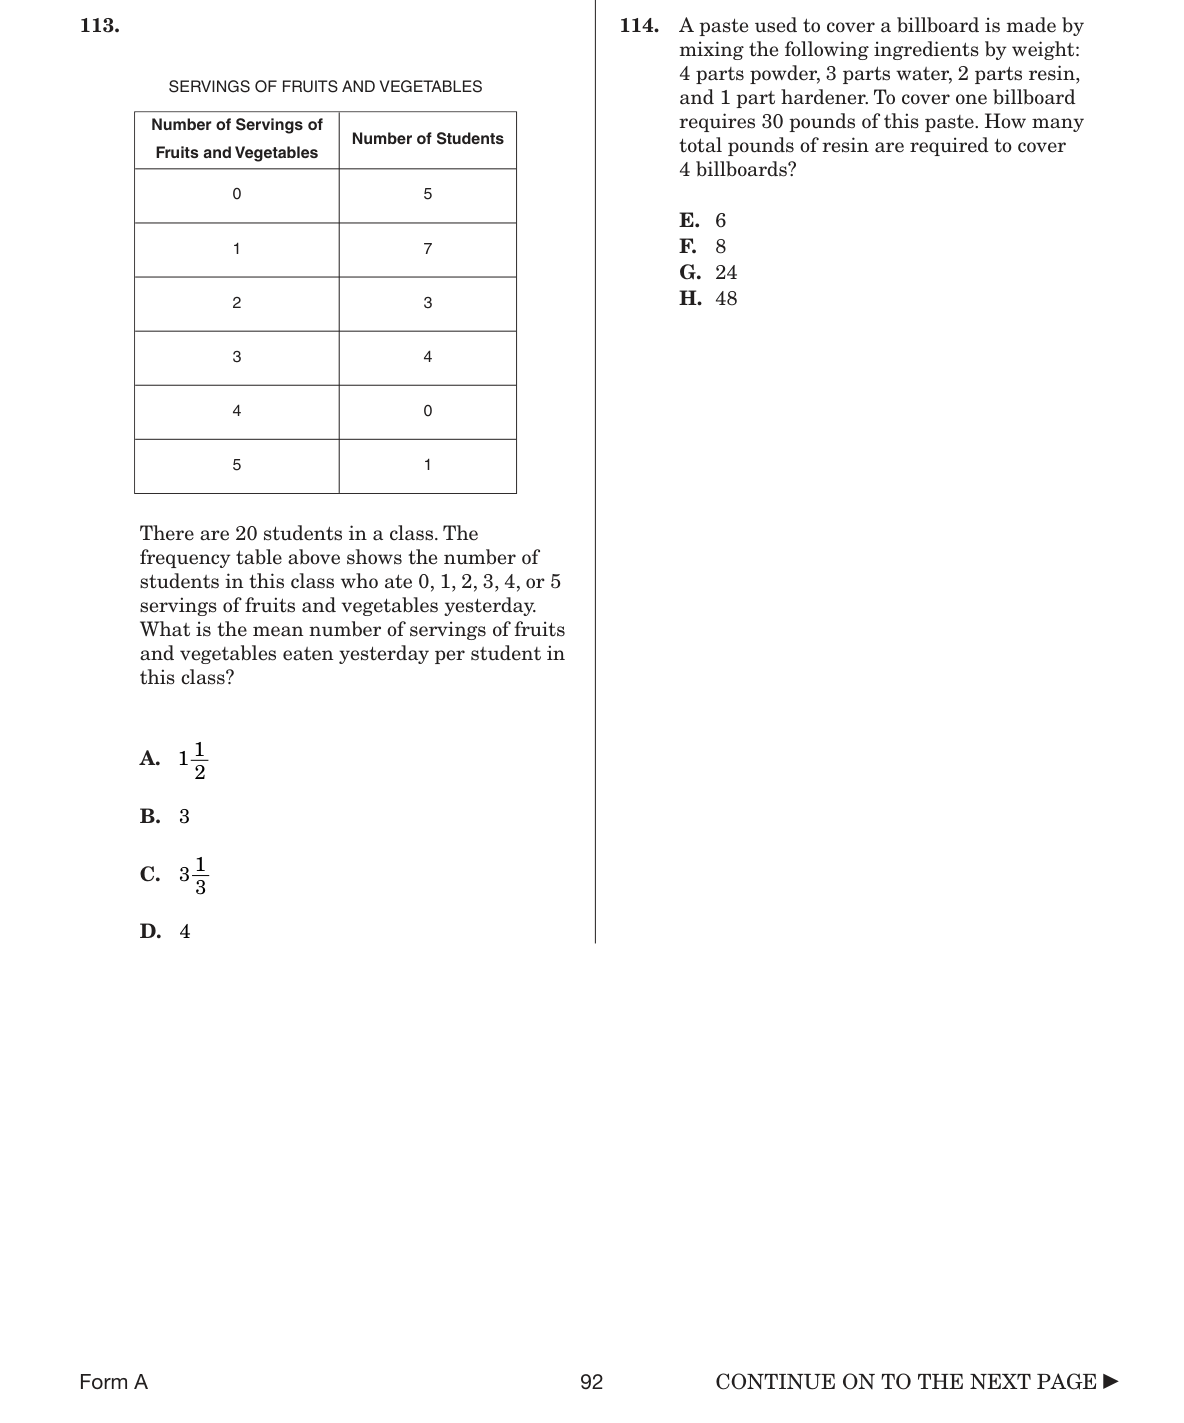 113.
SERVINGS OF FRUITS AND VEGETABLES
Number of Servings of
Fruits and Vegetables
Number of Students
0 5
1 7
2 3
3 4
4 0
5 1
There are 20 students in a class. The
frequency table above shows the number of
students in this class who ate 0, 1, 2, 3, 4, or 5
servings of fruits and vegetables yesterday.
What is the mean number of servings of fruits
and vegetables eaten yesterday per student in
this class?
A. 1 1/2
B. 3
C. 3 1/3
D. 4
114. A paste used to cover a billboard is made by
mixing the following ingredients by weight:
4 parts powder, 3 parts water, 2 parts resin,
and 1 part hardener. To cover one billboard
requires 30 pounds of this paste. How many
total pounds of resin are required to cover
4 billboards?
E. 6
F. 8
G. 24
H. 48
Form A
92
CONTINUE ON TO THE NEXT PAGE ►